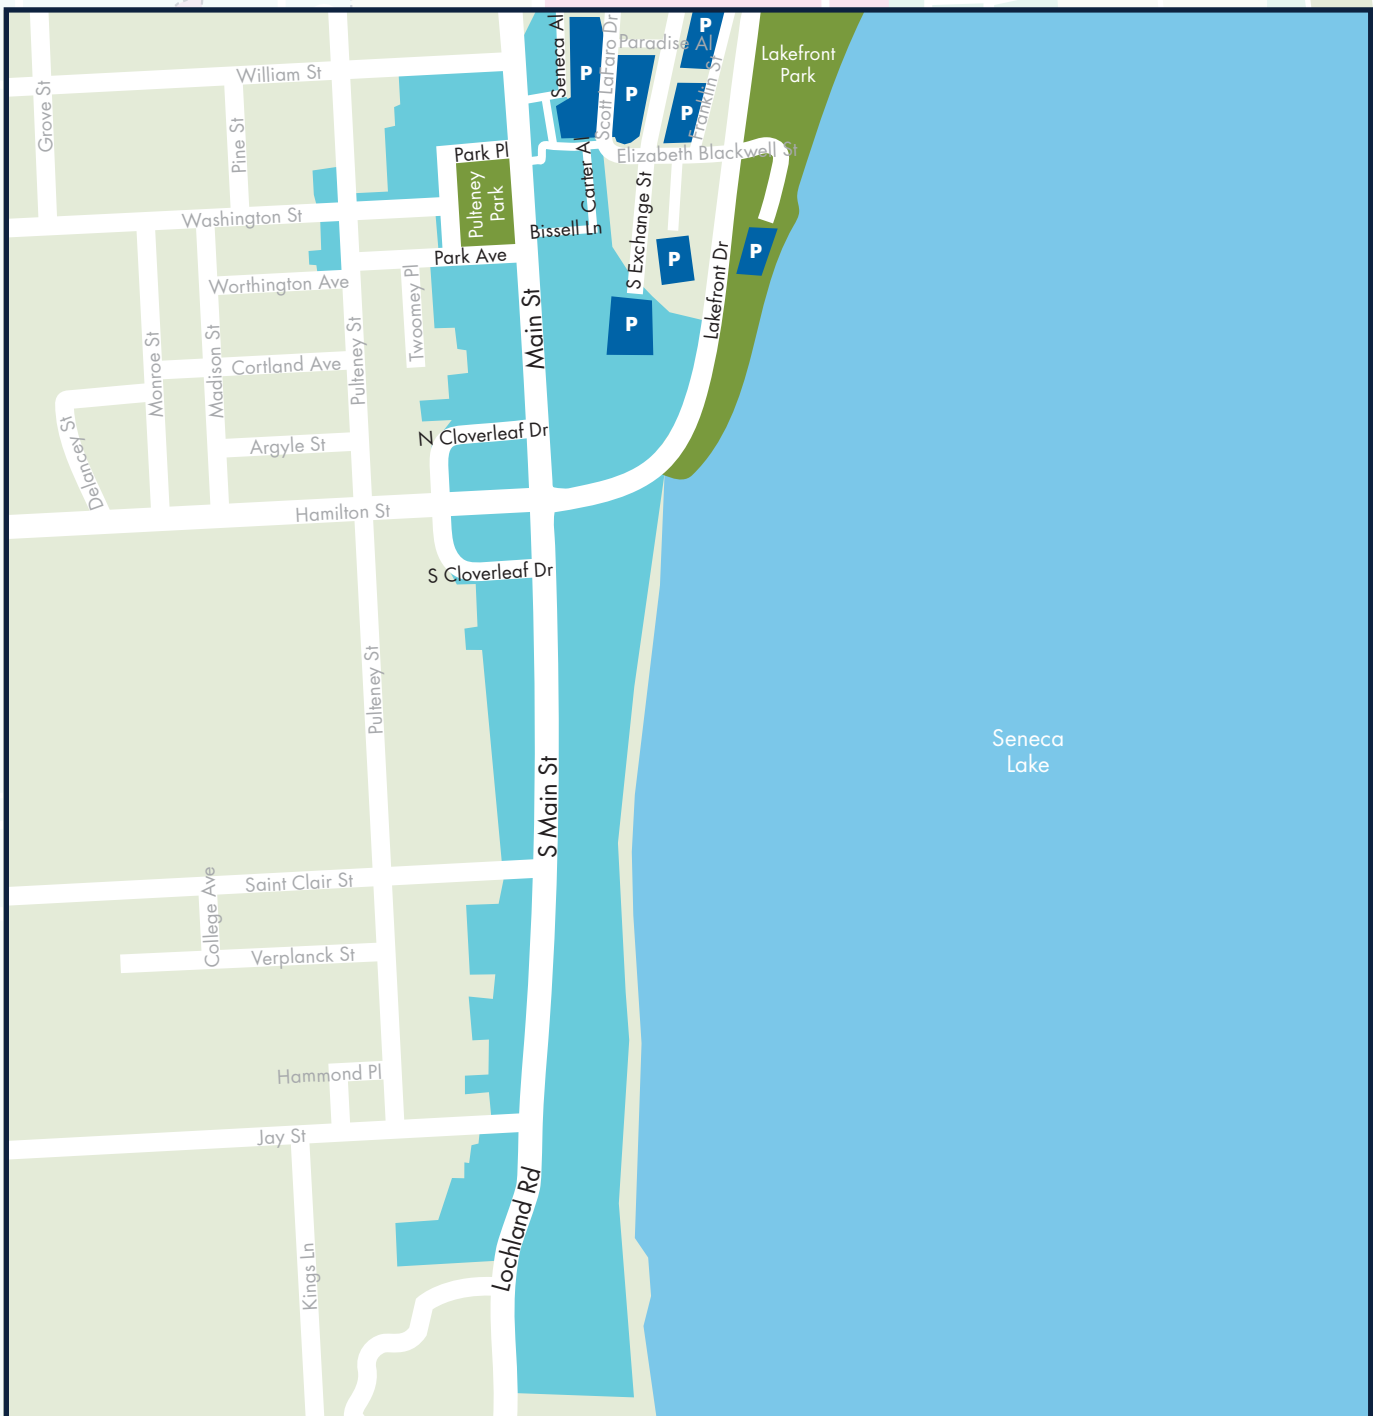 Seneca Al
P
Scott LaFaro Dr
Paradise Al
P
Lakefront
Park
William St
P
P
Franklin St
Grove St
Pine St
Park Pl
Carter Al
Elizabeth Blackwell St
Pulteney
Park
Washington St
Bissell Ln
S Exchange St
P
P
Park Ave
Worthington Ave
Twoomey Pl
Main St
Lakefront Dr
P
Monroe St
Madison St
Pulteney St
Cortland Ave
Delancey St
Argyle St
N Cloverleaf Dr
Hamilton St
S Cloverleaf Dr
Pulteney St
Seneca
Lake
S Main St
Saint Clair St
College Ave
Verplanck St
Hammond Pl
Jay St
Lochland Rd
Kings Ln